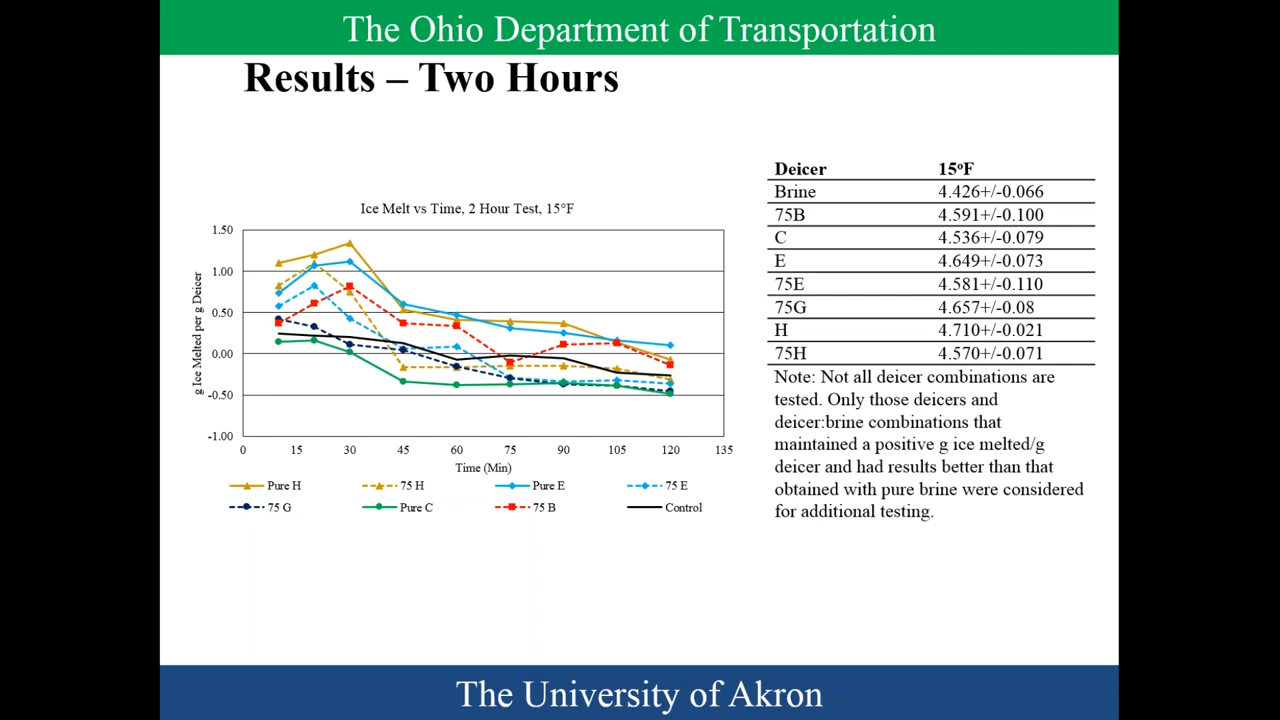 The Ohio Department of Transportation
Results – Two Hours
Ice Melt vs Time, 2 Hour Test, 15°F
g Ice Melted per g Deicer
1.50
1.00
0.50
0.00
-0.50
-1.00
0 15 30 45 60 75 90 105 120 135
Time (Min)
Pure H 75 H Pure E 75 E
75 G Pure C 75 B Control
Deicer 15°F
Brine 4.426+/-0.066
75B 4.591+/-0.100
C 4.536+/-0.079
E 4.649+/-0.073
75E 4.581+/-0.110
75G 4.657+/-0.08
H 4.710+/-0.021
75H 4.570+/-0.071
Note: Not all deicer combinations are
tested. Only those deicers and
deicer:brine combinations that
maintained a positive g ice melted/g
deicer and had results better than that
obtained with pure brine were considered
for additional testing.
The University of Akron